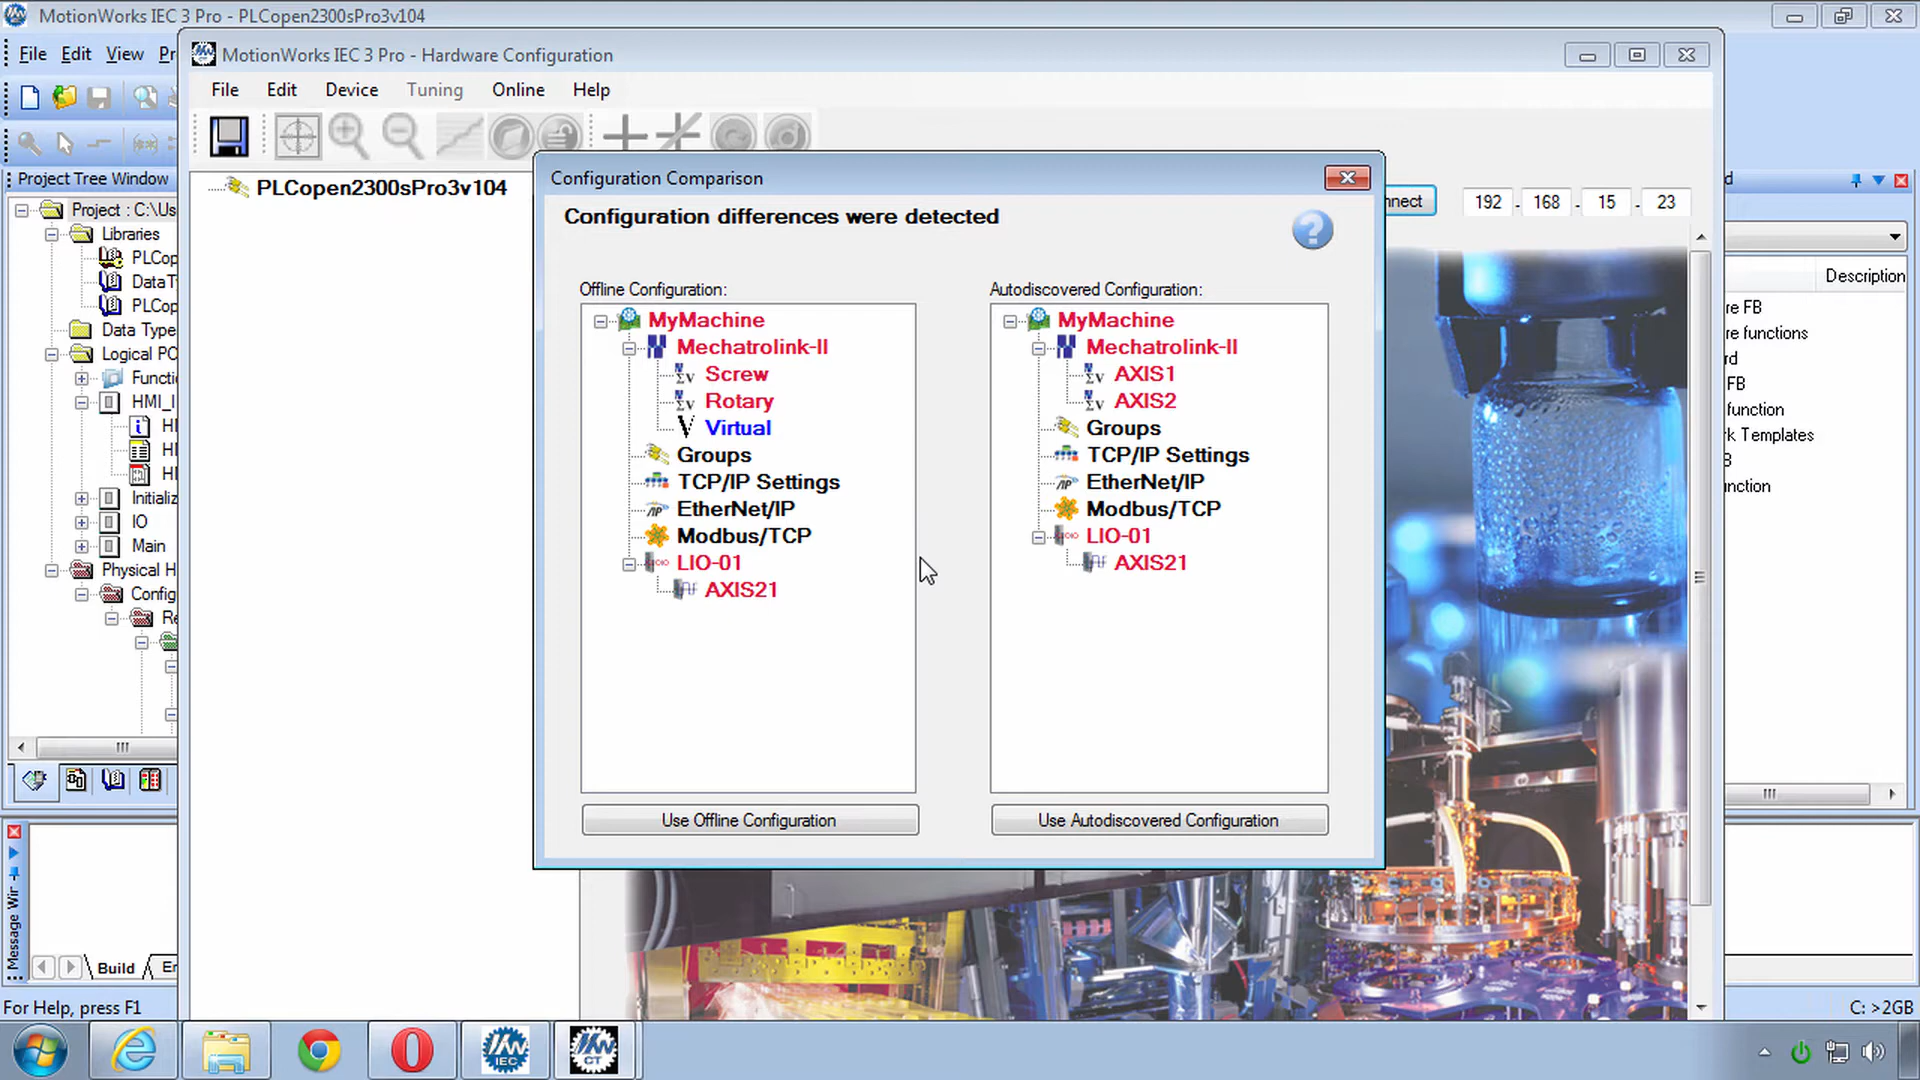 MotionWorks IEC 3 Pro - PLCopen2300sPro3v104
File Edit View
MotionWorks IEC 3 Pro - Hardware Configuration
File Edit Device Tuning Online Help
Project Tree Window
Project : C:\Us
Libraries
PLCop
DataTy
PLCop
Data Type
Logical PO
Functi
HMI_I
HI
HI
HI
Initializ
IO
Main
Physical H
Config
Re
PLCopen2300sPro3v104
nnect
192 . 168 . 15 . 23
Configuration Comparison
Configuration differences were detected
Offline Configuration:
MyMachine
Mechatrolink-II
Screw
Rotary
Virtual
Groups
TCP/IP Settings
EtherNet/IP
Modbus/TCP
LIO-01
AXIS21
Use Offline Configuration
Autodiscovered Configuration:
MyMachine
Mechatrolink-II
AXIS1
AXIS2
Groups
TCP/IP Settings
EtherNet/IP
Modbus/TCP
LIO-01
AXIS21
Use Autodiscovered Configuration
d
Description
re FB
re functions
rd
FB
function
rk Templates
B
nction
Message Wir
Build
Er
For Help, press F1
C: >2GB
IEC
CT